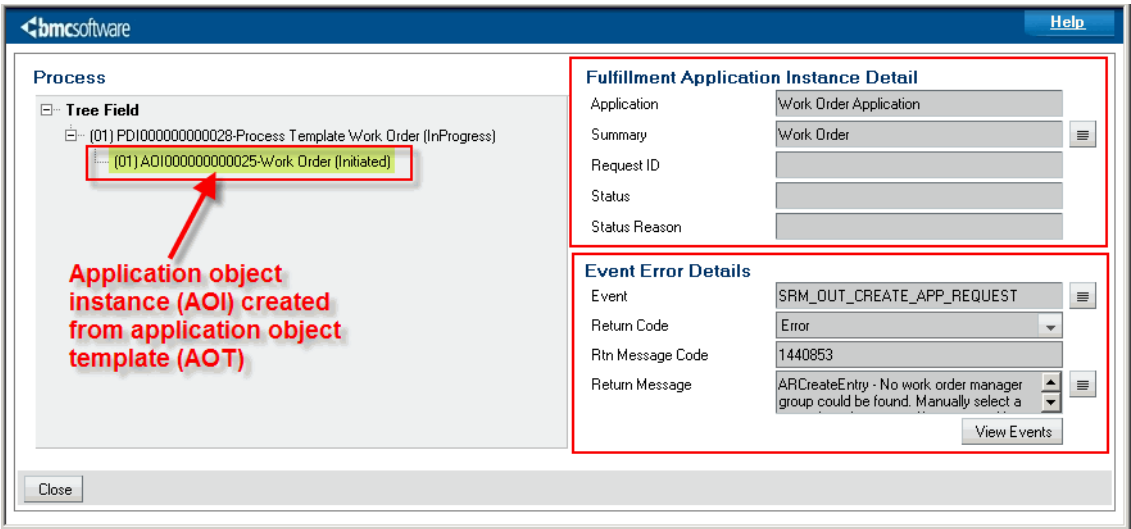 bmcsoftware
Help
Process
Tree Field
(01) PDI000000000028-Process Template Work Order (InProgress)
(01) AOI000000000025-Work Order (Initiated)
Application object
instance (AOI) created
from application object
template (AOT)
Fulfillment Application Instance Detail
Application Work Order Application
Summary Work Order
Request ID
Status
Status Reason
Event Error Details
Event SRM_OUT_CREATE_APP_REQUEST
Return Code Error
Rtn Message Code 1440853
Return Message ARCreateEntry - No work order manager
group could be found. Manually select a
View Events
Close